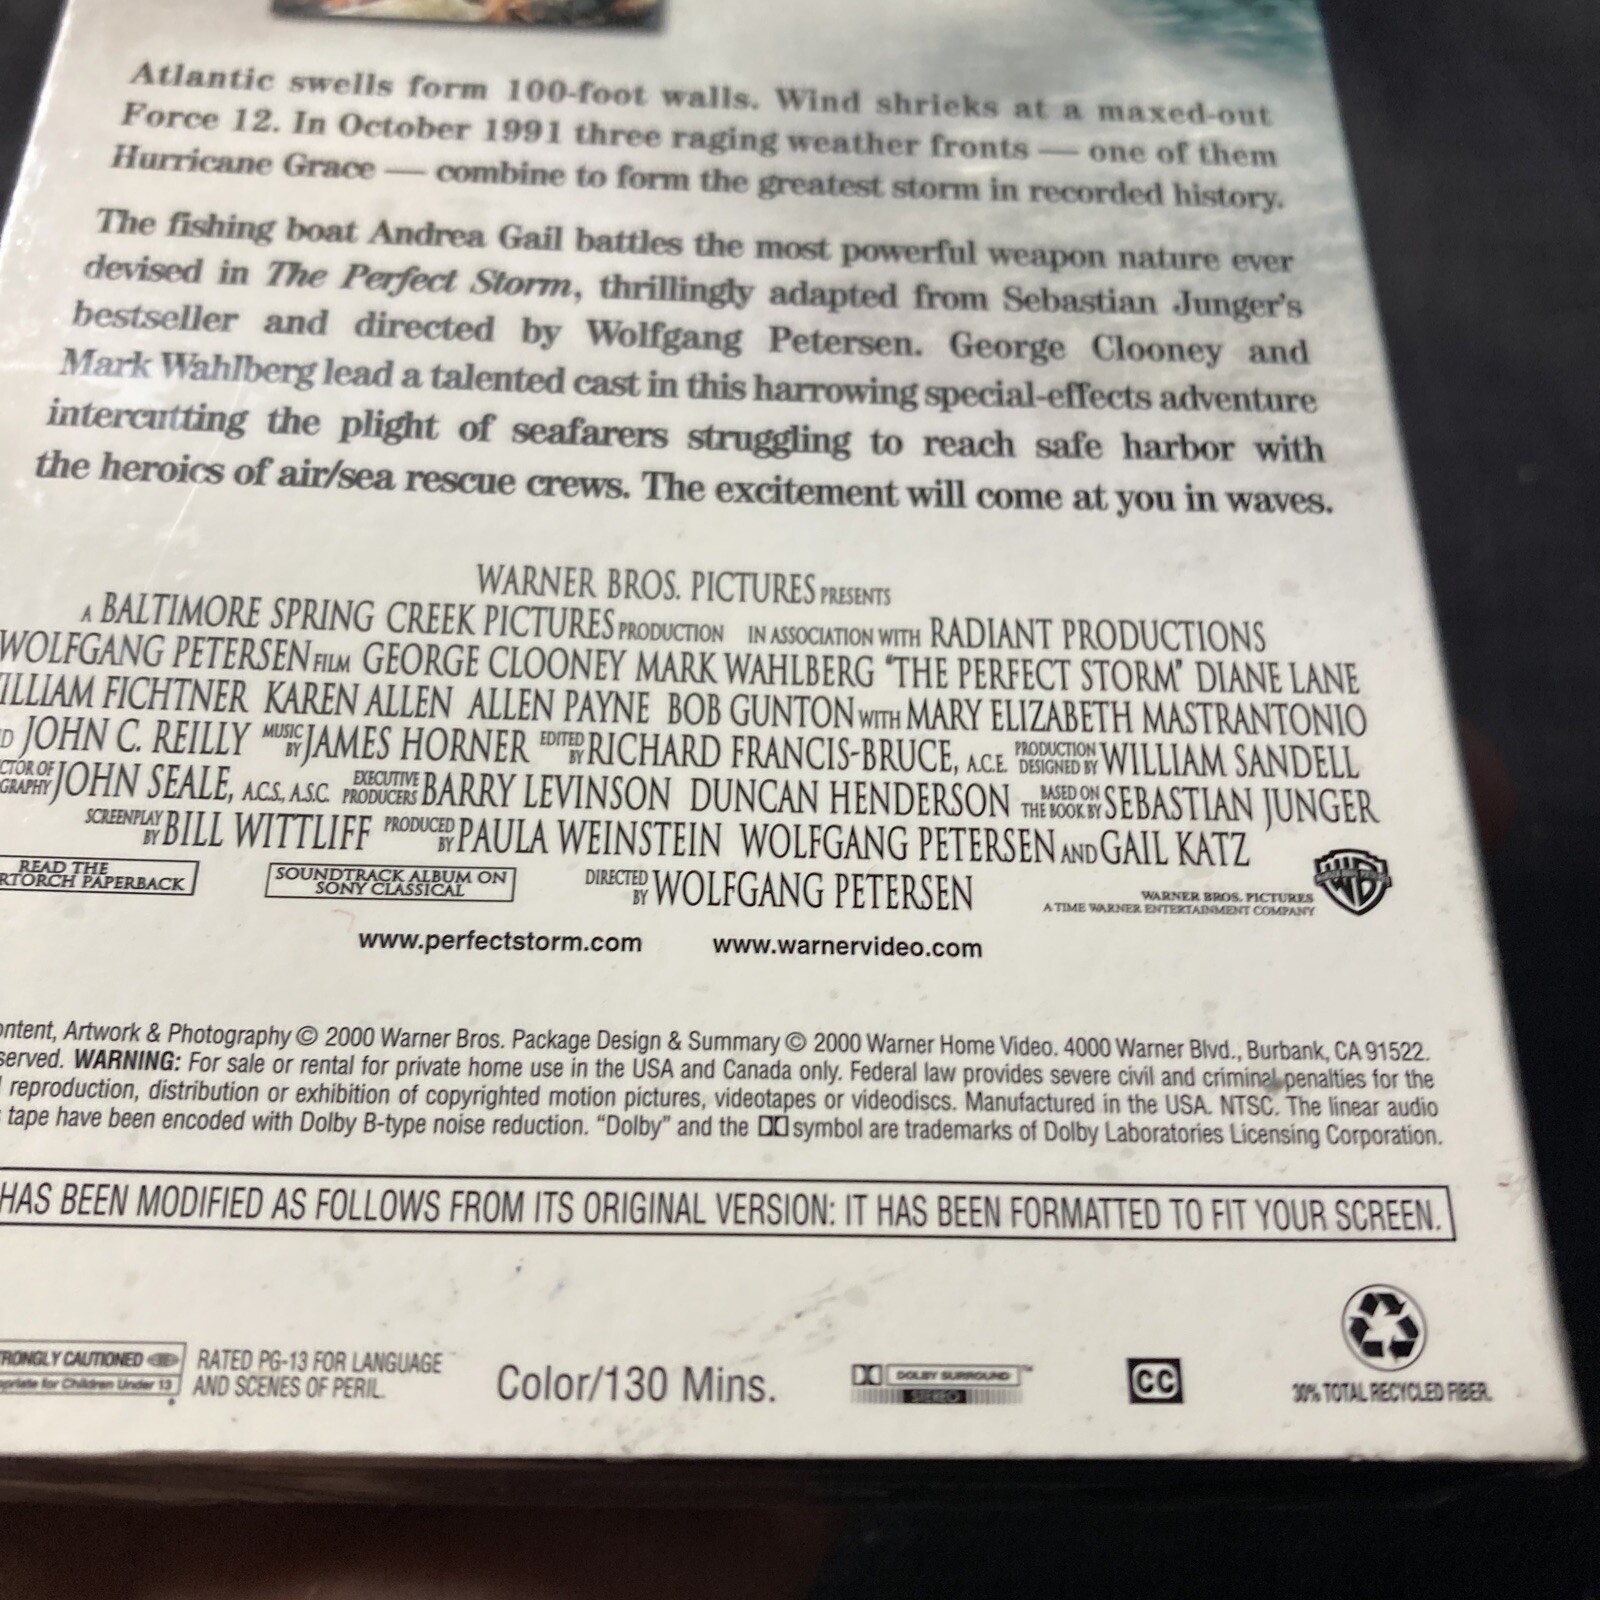 Atlantic swells form 100-foot walls. Wind shrieks at a maxed-out
Force 12. In October 1991 three raging weather fronts — one of them
Hurricane Grace — combine to form the greatest storm in recorded history.
The fishing boat Andrea Gail battles the most powerful weapon nature ever
devised in The Perfect Storm, thrillingly adapted from Sebastian Junger's
bestseller and directed by Wolfgang Petersen. George Clooney and
Mark Wahlberg lead a talented cast in this harrowing special-effects adventure
intercutting the plight of seafarers struggling to reach safe harbor with
the heroics of air/sea rescue crews. The excitement will come at you in waves.
WARNER BROS. PICTURES PRESENTS
A BALTIMORE SPRING CREEK PICTURES PRODUCTION IN ASSOCIATION WITH RADIANT PRODUCTIONS
WOLFGANG PETERSEN FILM GEORGE CLOONEY MARK WAHLBERG "THE PERFECT STORM" DIANE LANE
ILLIAM FICHTNER KAREN ALLEN ALLEN PAYNE BOB GUNTON WITH MARY ELIZABETH MASTRANTONIO
D JOHN C. REILLY MUSIC BY JAMES HORNER EDITED BY RICHARD FRANCIS-BRUCE, A.C.E. PRODUCTION DESIGNED BY WILLIAM SANDELL
CTOR OF GRAPHY JOHN SEALE, A.C.S., A.S.C. EXECUTIVE PRODUCERS BARRY LEVINSON DUNCAN HENDERSON BASED ON THE BOOK BY SEBASTIAN JUNGER
SCREENPLAY BY BILL WITTLIFF PRODUCED BY PAULA WEINSTEIN WOLFGANG PETERSEN AND GAIL KATZ
READ THE
RTORCH PAPERBACK
SOUNDTRACK ALBUM ON
SONY CLASSICAL
DIRECTED BY WOLFGANG PETERSEN
WARNER BROS. PICTURES
A TIME WARNER ENTERTAINMENT COMPANY
www.perfectstorm.com www.warnervideo.com
ontent, Artwork & Photography © 2000 Warner Bros. Package Design & Summary © 2000 Warner Home Video. 4000 Warner Blvd., Burbank, CA 91522.
served. WARNING: For sale or rental for private home use in the USA and Canada only. Federal law provides severe civil and criminal penalties for the
reproduction, distribution or exhibition of copyrighted motion pictures, videotapes or videodiscs. Manufactured in the USA. NTSC. The linear audio
tape have been encoded with Dolby B-type noise reduction. "Dolby" and the symbol are trademarks of Dolby Laboratories Licensing Corporation.
HAS BEEN MODIFIED AS FOLLOWS FROM ITS ORIGINAL VERSION: IT HAS BEEN FORMATTED TO FIT YOUR SCREEN.
TRONGLY CAUTIONED
opriate for Children Under 13
RATED PG-13 FOR LANGUAGE
AND SCENES OF PERIL.
Color/130 Mins.
DOLBY SURROUND™
STEREO
CC
30% TOTAL RECYCLED FIBER.